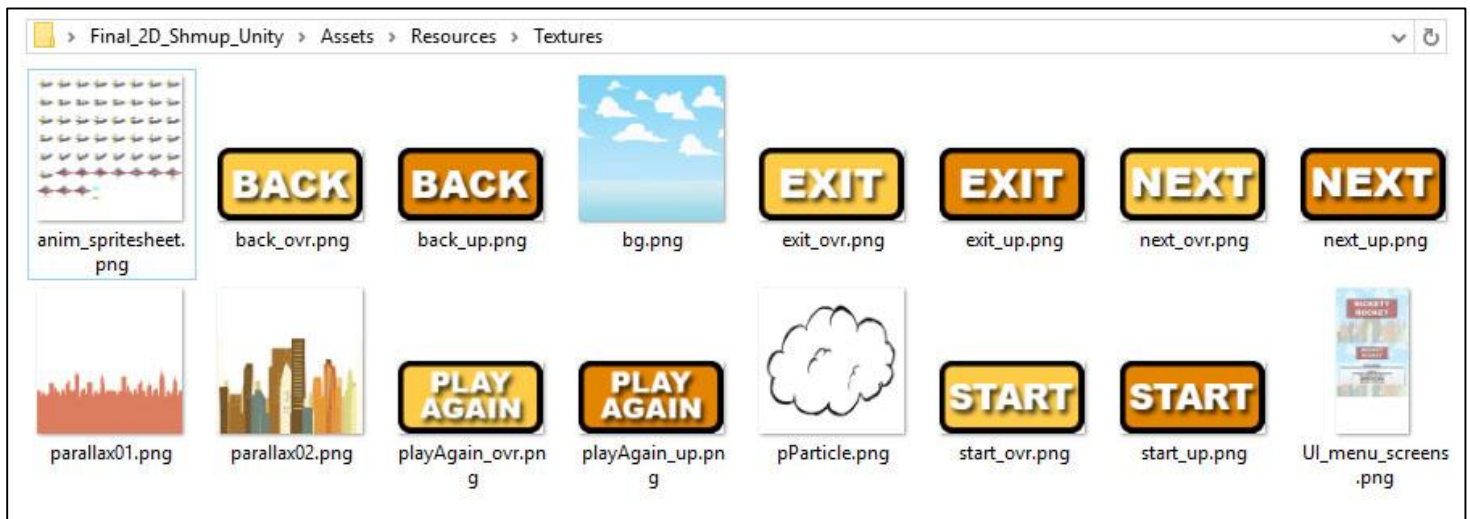 Final_2D_Shmup_Unity > Assets > Resources > Textures
BACK
BACK
EXIT
EXIT
NEXT
NEXT
anim_spritesheet.
png
back_ovr.png
back_up.png
bg.png
exit_ovr.png
exit_up.png
next_ovr.png
next_up.png
PLAY
AGAIN
PLAY
AGAIN
START
START
RICKETY
ROCKET
parallax01.png
parallax02.png
playAgain_ovr.pn
g
playAgain_up.pn
g
pParticle.png
start_ovr.png
start_up.png
UI_menu_screens
.png